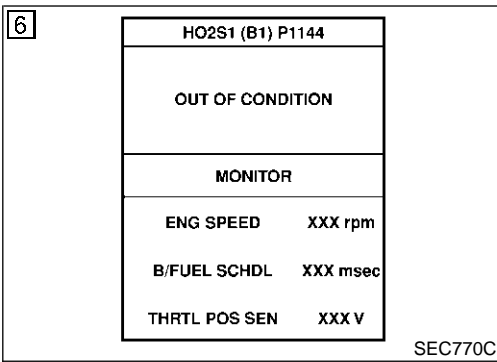 6
HO2S1 (B1) P1144
OUT OF CONDITION
MONITOR
ENG SPEED XXX rpm
B/FUEL SCHDL XXX msec
THRTL POS SEN XXX V
SEC770C